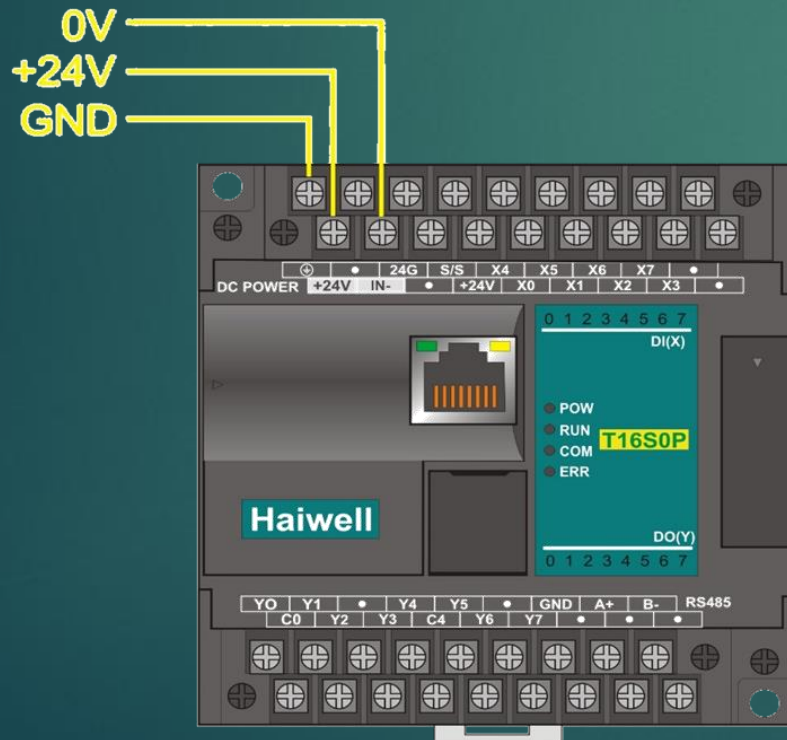 0V
+24V
GND
24G S/S X4 X5 X6 X7
DC POWER +24V IN- +24V X0 X1 X2 X3
0 1 2 3 4 5 6 7
DI(X)
POW
RUN
T16S0P
COM
ERR
Haiwell
DO(Y)
0 1 2 3 4 5 6 7
YO Y1 Y4 Y5 GND A+ B- RS485
C0 Y2 Y3 C4 Y6 Y7